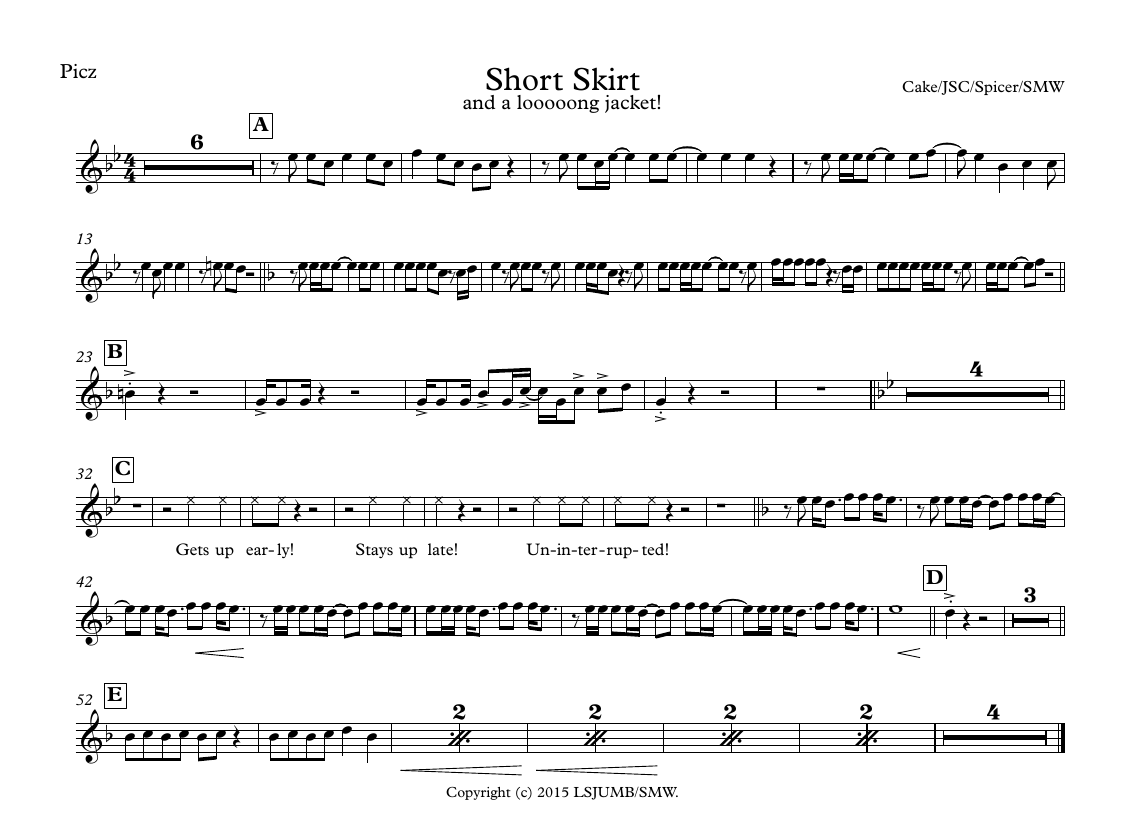 Picz
Short Skirt
and a looooong jacket!
Cake/JSC/Spicer/SMW
6
A
13
23
B
4
32
C
Gets up ear-ly! Stays up late! Un-in-ter-rup-ted!
42
D
3
52
E
2 2 2 2 4
Copyright (c) 2015 LSJUMB/SMW.